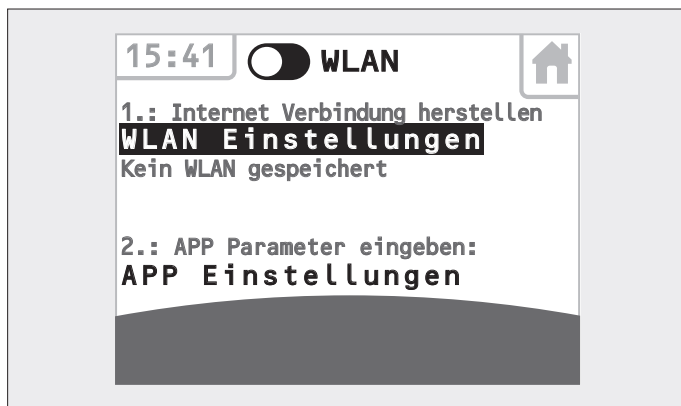 15:41 WLAN
1.: Internet Verbindung herstellen
WLAN Einstellungen
Kein WLAN gespeichert
2.: APP Parameter eingeben:
APP Einstellungen